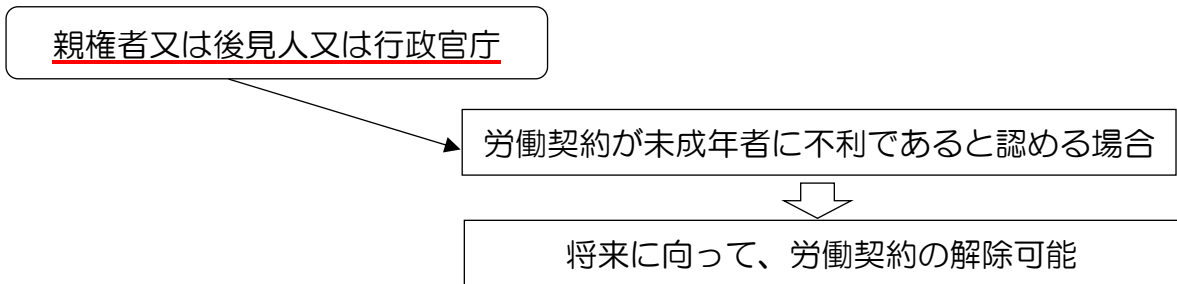 親権者又は後見人又は行政官庁
労働契約が未成年者に不利であると認める場合
将来に向って、労働契約の解除可能